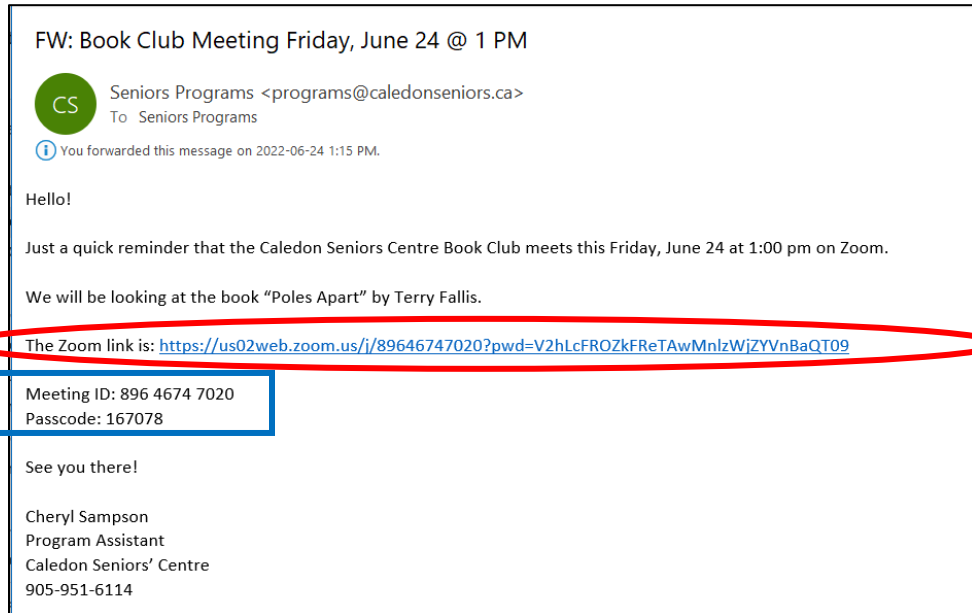 FW: Book Club Meeting Friday, June 24 @ 1 PM
CS
Seniors Programs <programs@caledonseniors.ca>
To Seniors Programs
You forwarded this message on 2022-06-24 1:15 PM.
Hello!
Just a quick reminder that the Caledon Seniors Centre Book Club meets this Friday, June 24 at 1:00 pm on Zoom.
We will be looking at the book “Poles Apart” by Terry Fallis.
The Zoom link is: https://us02web.zoom.us/j/89646747020?pwd=V2hLcFROZkFReTAwMnlzWjZYVnBaQT09
Meeting ID: 896 4674 7020
Passcode: 167078
See you there!
Cheryl Sampson
Program Assistant
Caledon Seniors’ Centre
905-951-6114